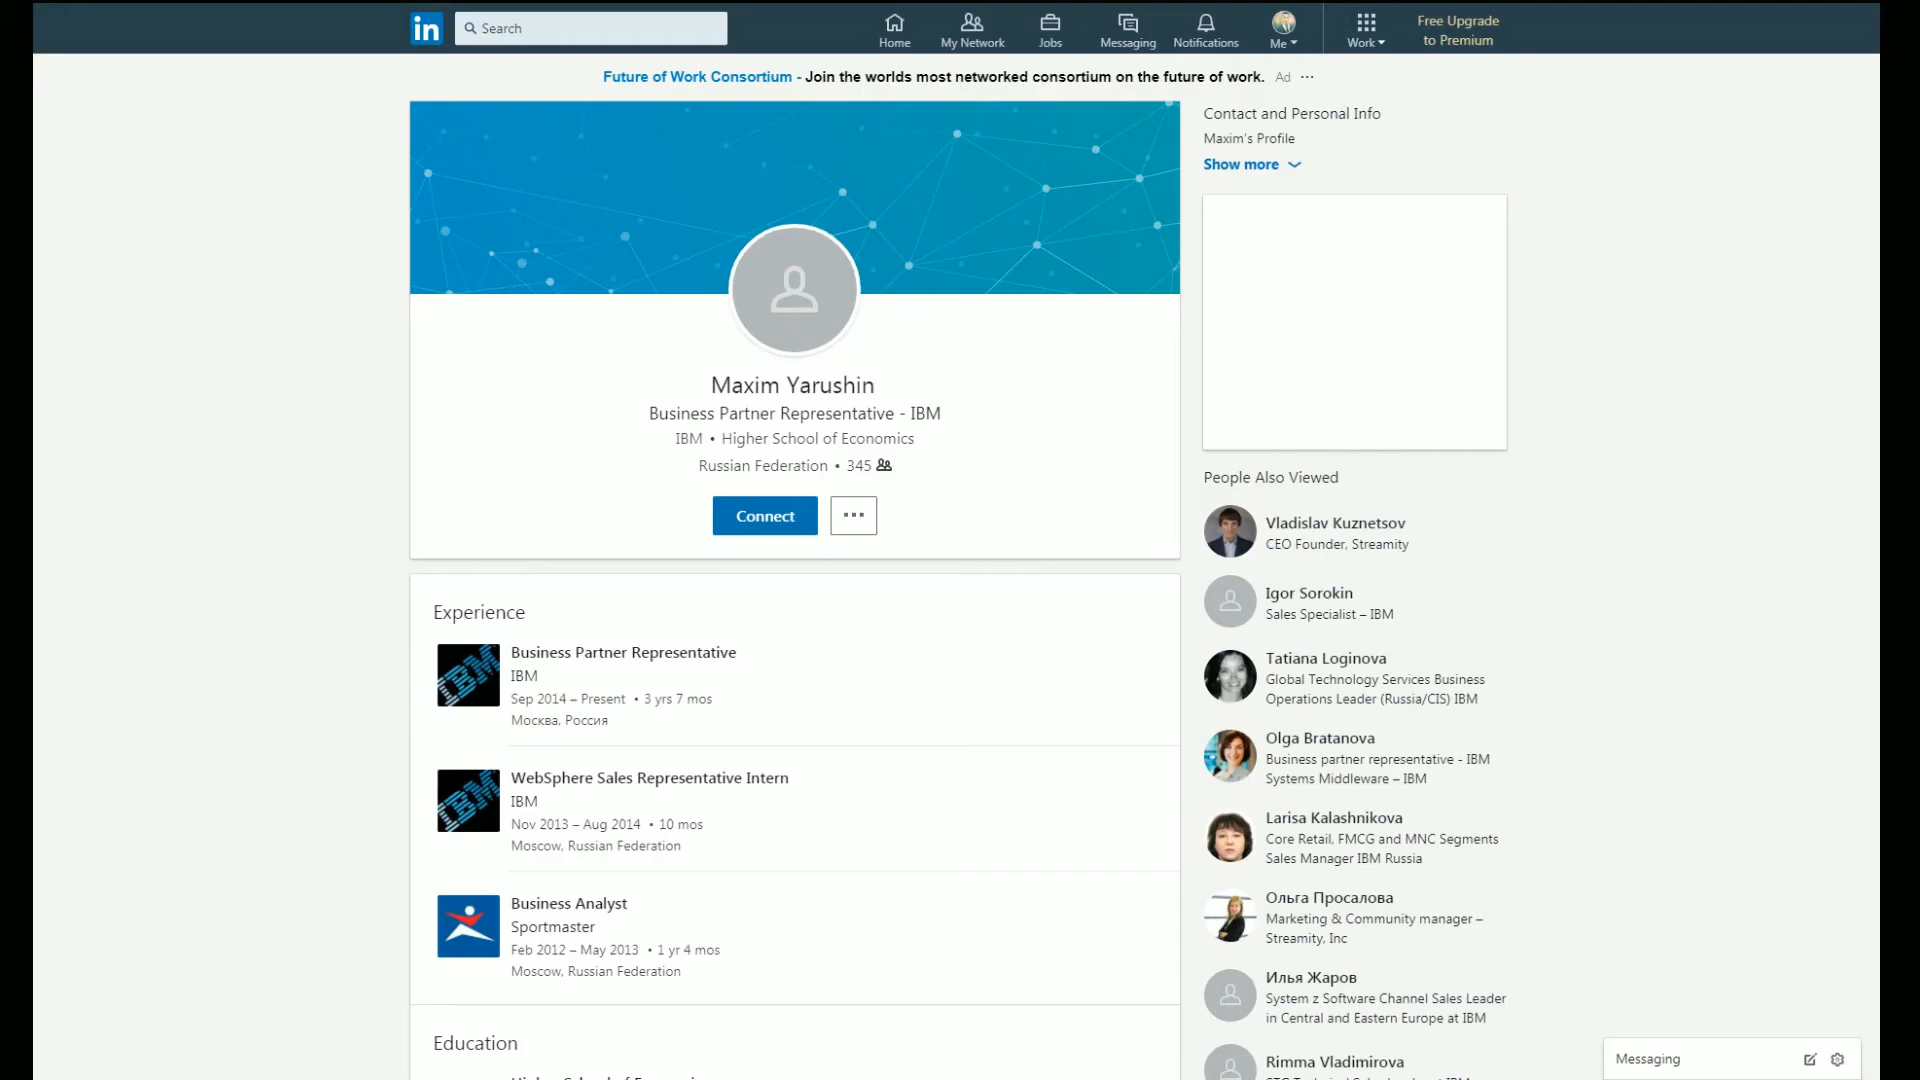 in
Search
Home
My Network
Jobs
Messaging
Notifications
Me
Work
Free Upgrade
to Premium
Future of Work Consortium - Join the worlds most networked consortium on the future of work. Ad ···
Maxim Yarushin
Business Partner Representative - IBM
IBM • Higher School of Economics
Russian Federation • 345
Connect
Experience
IBM
Business Partner Representative
IBM
Sep 2014 – Present • 3 yrs 7 mos
Москва, Россия
IBM
WebSphere Sales Representative Intern
IBM
Nov 2013 – Aug 2014 • 10 mos
Moscow, Russian Federation
Business Analyst
Sportmaster
Feb 2012 – May 2013 • 1 yr 4 mos
Moscow, Russian Federation
Education
Contact and Personal Info
Maxim's Profile
Show more
People Also Viewed
Vladislav Kuznetsov
CEO Founder, Streamity
Igor Sorokin
Sales Specialist – IBM
Tatiana Loginova
Global Technology Services Business
Operations Leader (Russia/CIS) IBM
Olga Bratanova
Business partner representative - IBM
Systems Middleware – IBM
Larisa Kalashnikova
Core Retail, FMCG and MNC Segments
Sales Manager IBM Russia
Ольга Просалова
Marketing & Community manager –
Streamity, Inc
Илья Жаров
System z Software Channel Sales Leader
in Central and Eastern Europe at IBM
Rimma Vladimirova
Messaging